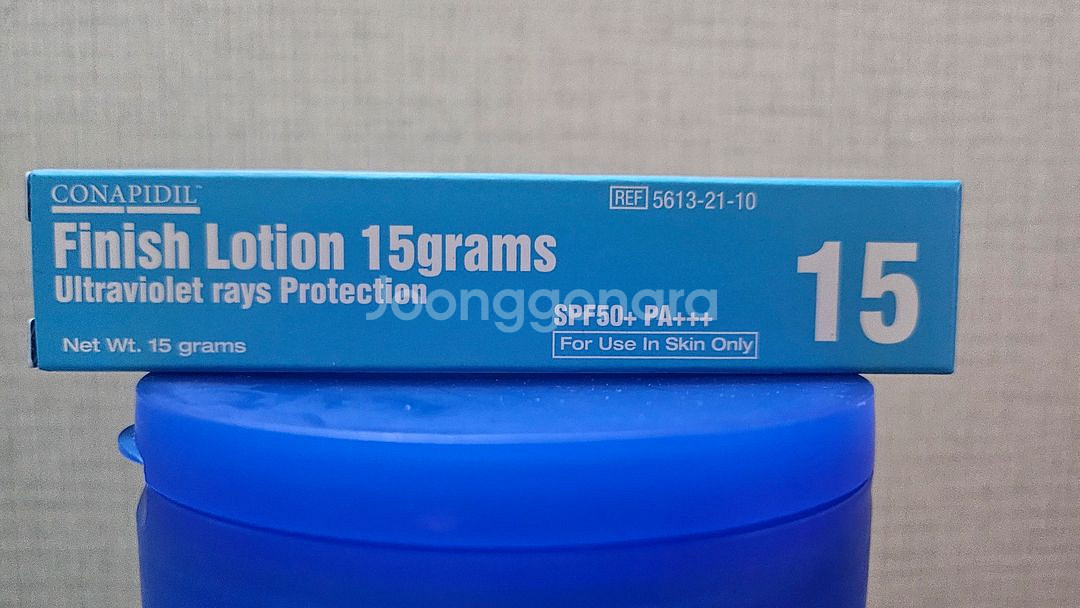 CONAPIDIL™
REF 5613-21-10
Finish Lotion 15grams
Ultraviolet rays Protection
15
SPF50+ PA+++
Net Wt. 15 grams
For Use In Skin Only
Joonggonara